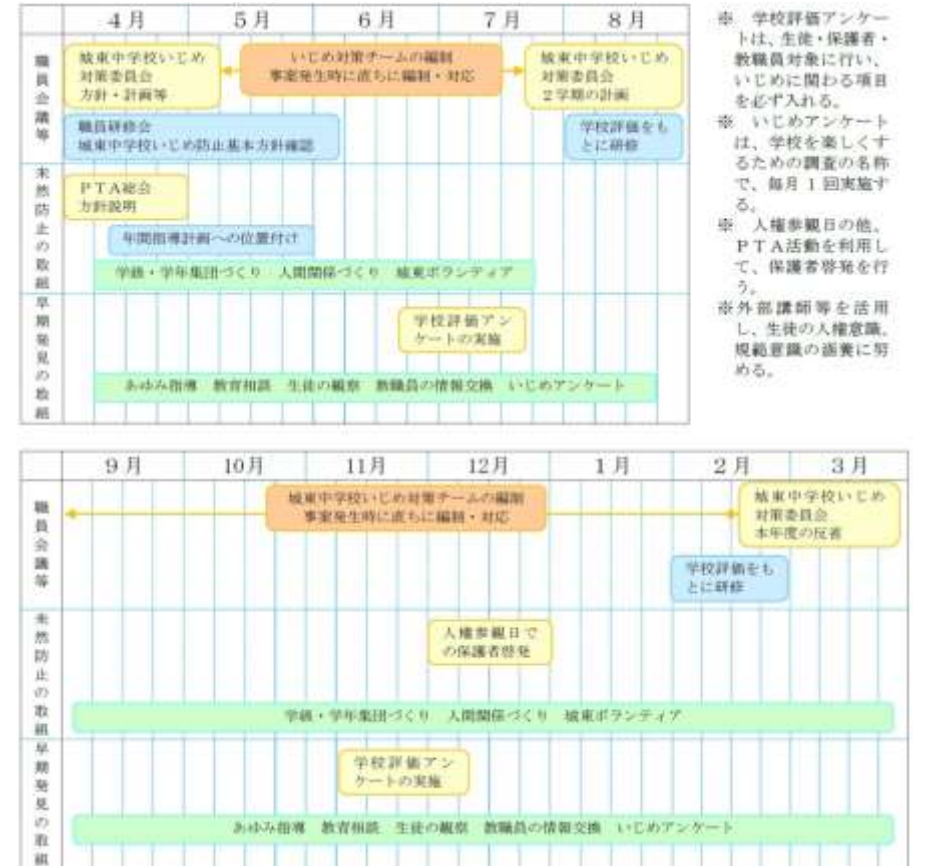 4月 5月 6月 7月 8月
職員会議等
城東中学校いじめ
対策委員会
方針・計画等
いじめ対策チームの編制
事案発生時に直ちに編制・対応
城東中学校いじめ
対策委員会
2学期の計画
職員研修会
城東中学校いじめ防止基本方針確認
学校評価をも
とに研修
未然防止の取組
PTA総会
方針説明
年間指導計画への位置付け
学級・学年集団づくり 人間関係づくり 城東ボランティア
早期発見の取組
学校評価アン
ケートの実施
あゆみ指導 教育相談 生徒の観察 教職員の情報交換 いじめアンケート
※ 学校評価アンケー
トは、生徒・保護者・
教職員対象に行い、
いじめに関わる項目
を必ず入れる。
※ いじめアンケート
は、学校を楽しくす
るための調査の名称
で、毎月1回実施す
る。
※ 人権参観日の他、
PTA活動を利用し
て、保護者啓発を行
う。
※外部講師等を活用
し、生徒の人権意識、
規範意識の涵養に努
める。
9月 10月 11月 12月 1月 2月 3月
職員会議等
城東中学校いじめ対策チームの編制
事案発生時に直ちに編制・対応
城東中学校いじめ
対策委員会
本年度の反省
学校評価をも
とに研修
未然防止の取組
人権参観日で
の保護者啓発
学級・学年集団づくり 人間関係づくり 城東ボランティア
早期発見の取組
学校評価アン
ケートの実施
あゆみ指導 教育相談 生徒の観察 教職員の情報交換 いじめアンケート